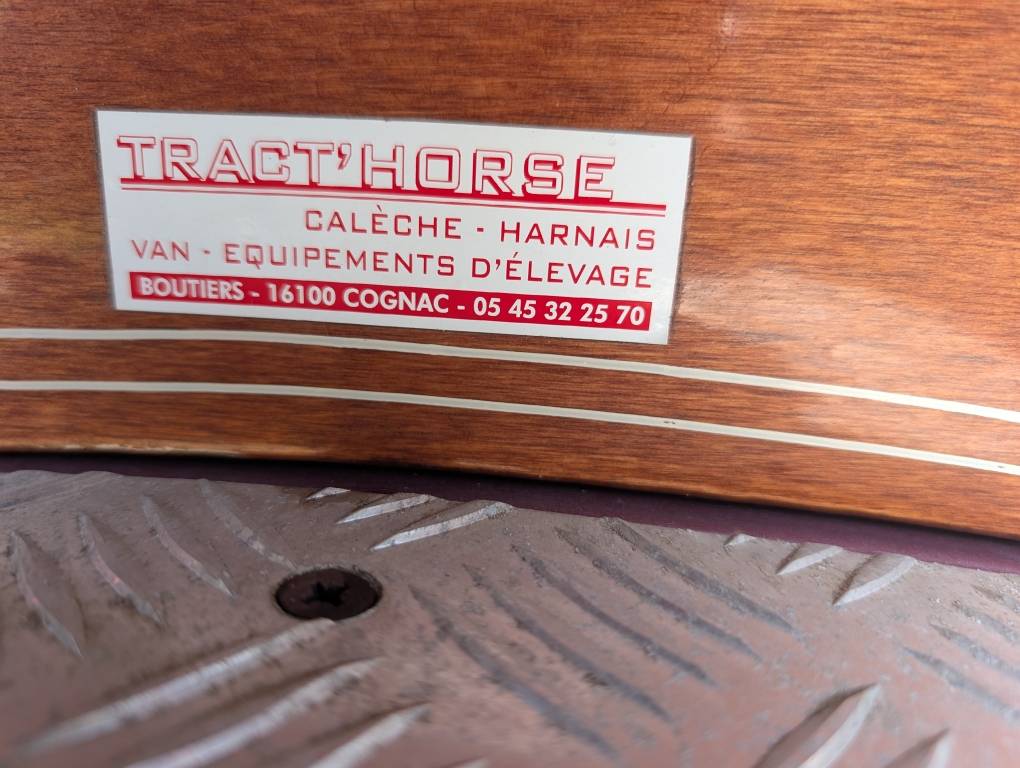 TRACT'HORSE
CALÈCHE - HARNAIS
VAN - EQUIPEMENTS D'ÉLEVAGE
BOUTIERS - 16100 COGNAC - 05 45 32 25 70